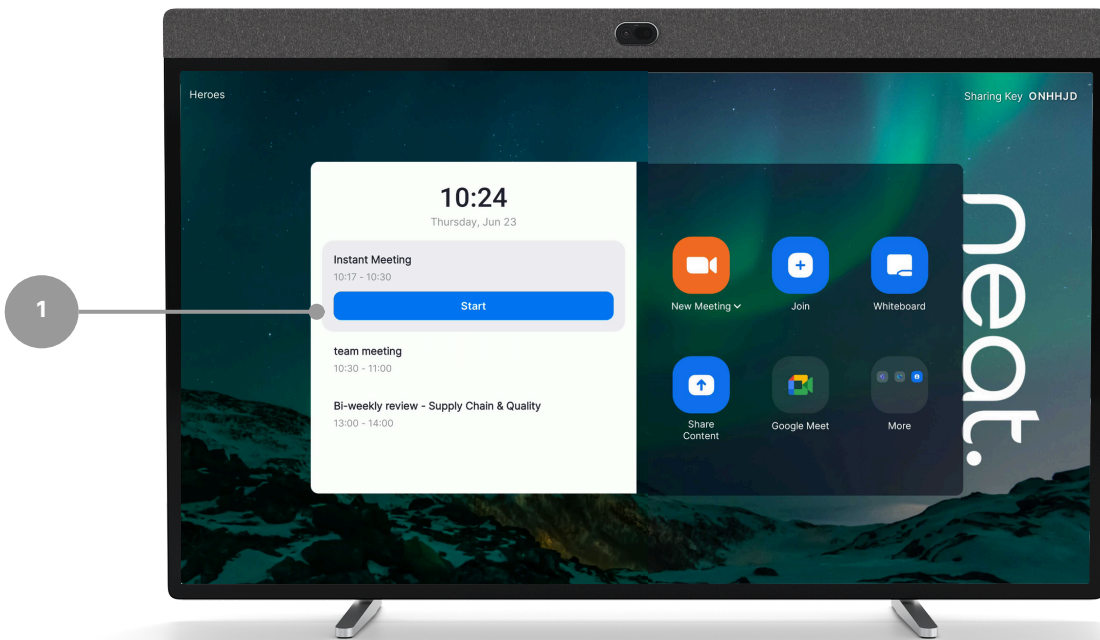 Heroes
Sharing Key ONHHJD
10:24
Thursday, Jun 23
Instant Meeting
10:17 - 10:30
Start
team meeting
10:30 - 11:00
Bi-weekly review - Supply Chain & Quality
13:00 - 14:00
New Meeting
Join
Whiteboard
Share
Content
Google Meet
More
neat.
1